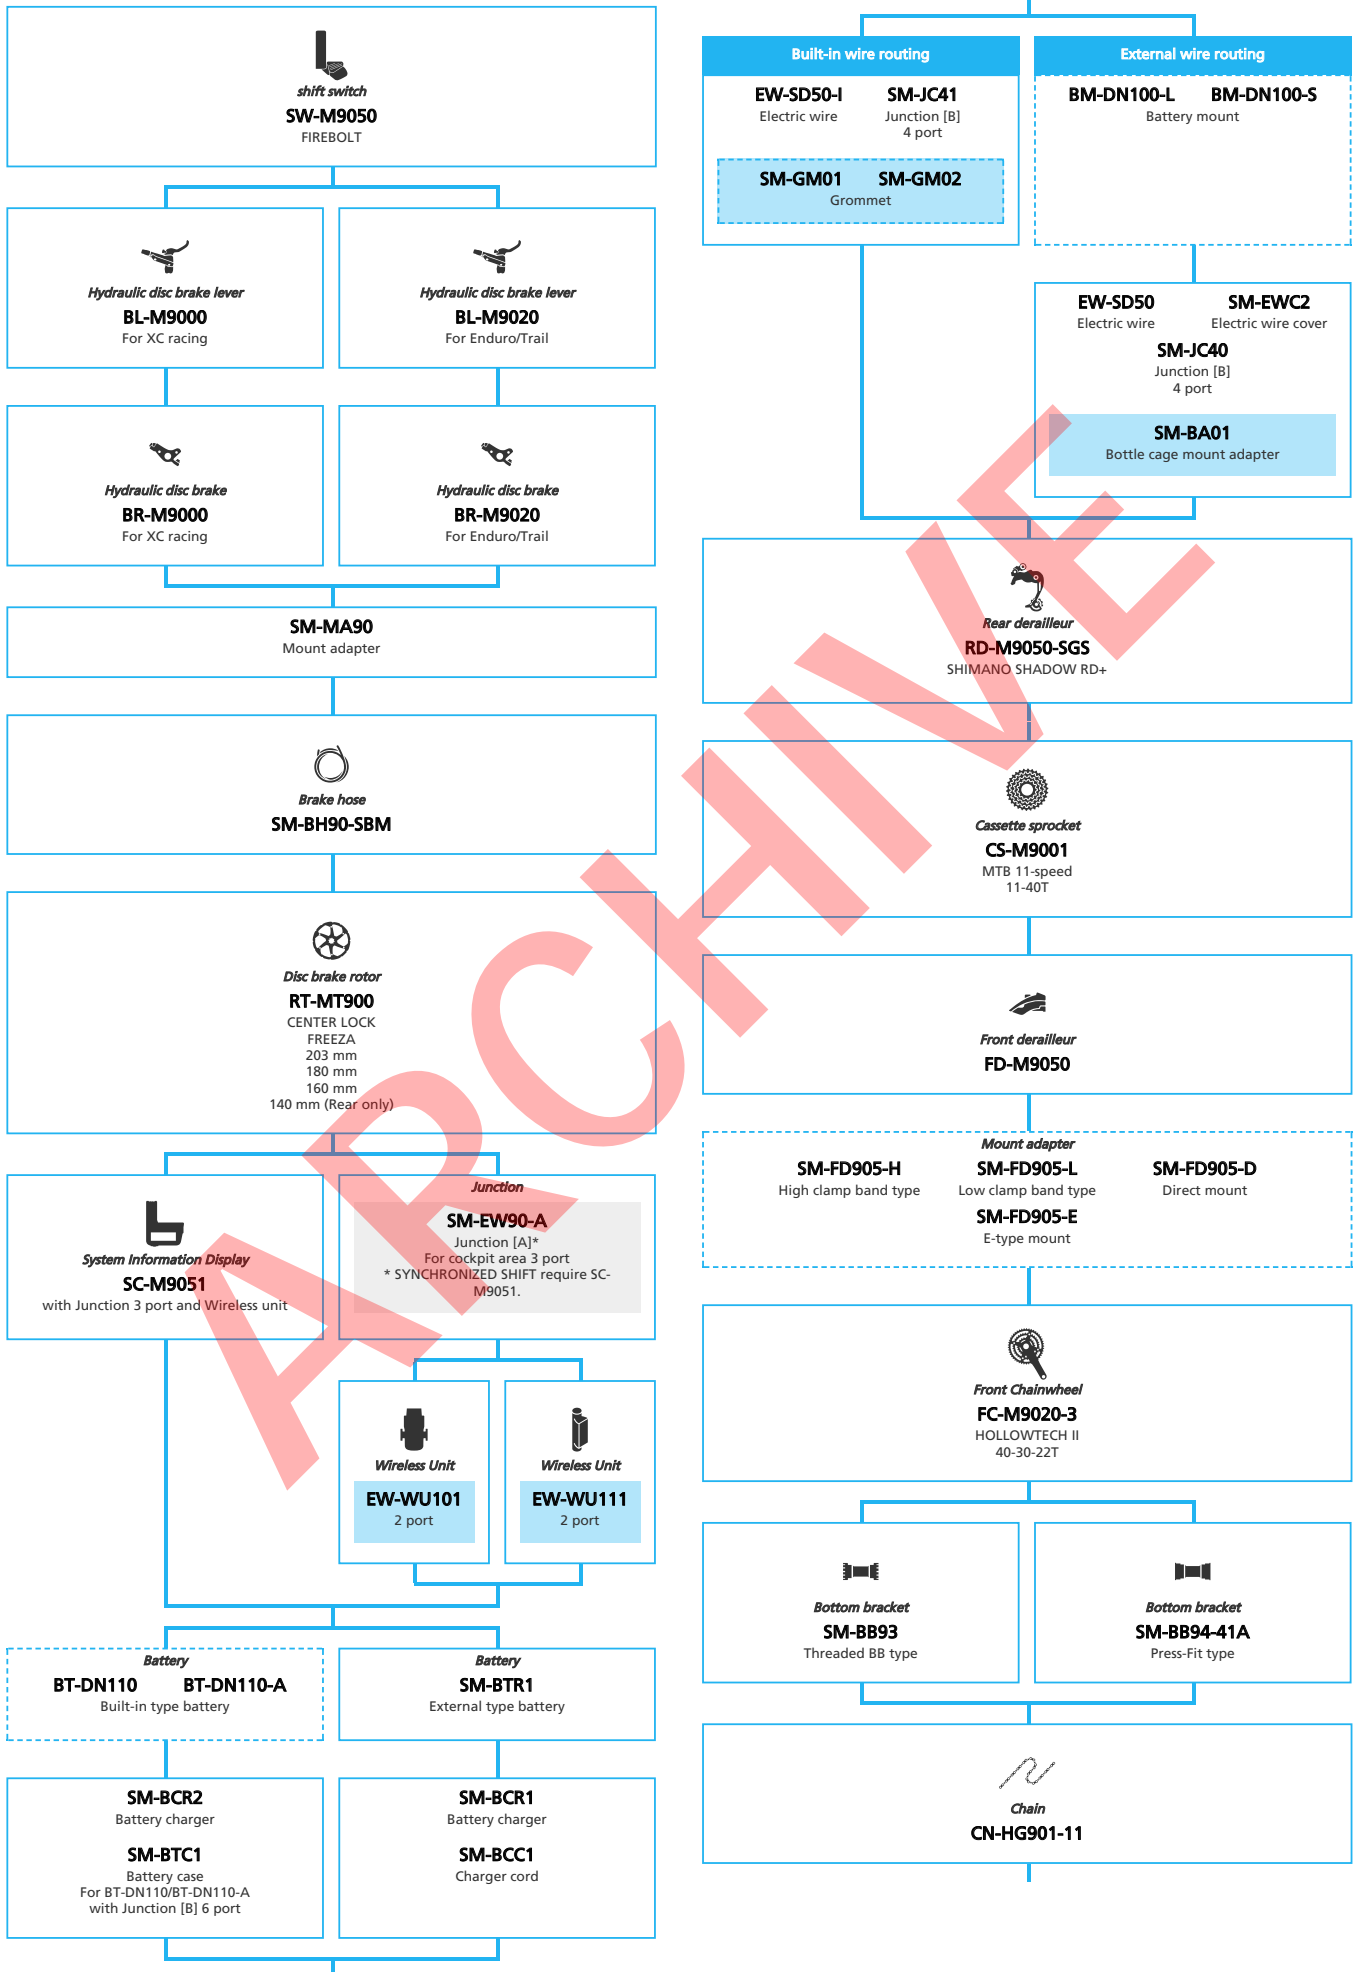 shift switch
SW-M9050
FIREBOLT
Hydraulic disc brake lever
BL-M9000
For XC racing
Hydraulic disc brake lever
BL-M9020
For Enduro/Trail
Hydraulic disc brake
BR-M9000
For XC racing
Hydraulic disc brake
BR-M9020
For Enduro/Trail
SM-MA90
Mount adapter
Brake hose
SM-BH90-SBM
Disc brake rotor
RT-MT900
CENTER LOCK
FREEZA
203 mm
180 mm
160 mm
140 mm (Rear only)
System Information Display
SC-M9051
with Junction 3 port and Wireless unit
Junction
SM-EW90-A
Junction [A]*
For cockpit area 3 port
* SYNCHRONIZED SHIFT require SC-
M9051.
Wireless Unit
EW-WU101
2 port
Wireless Unit
EW-WU111
2 port
Battery
BT-DN110 BT-DN110-A
Built-in type battery
Battery
SM-BTR1
External type battery
SM-BCR2
Battery charger
SM-BTC1
Battery case
For BT-DN110/BT-DN110-A
with Junction [B] 6 port
SM-BCR1
Battery charger
SM-BCC1
Charger cord
Built-in wire routing
EW-SD50-I SM-JC41
Electric wire Junction [B]
4 port
SM-GM01 SM-GM02
Grommet
External wire routing
BM-DN100-L BM-DN100-S
Battery mount
EW-SD50 SM-EWC2
Electric wire Electric wire cover
SM-JC40
Junction [B]
4 port
SM-BA01
Bottle cage mount adapter
Rear derailleur
RD-M9050-SGS
SHIMANO SHADOW RD+
Cassette sprocket
CS-M9001
MTB 11-speed
11-40T
Front derailleur
FD-M9050
Mount adapter
SM-FD905-H SM-FD905-L SM-FD905-D
High clamp band type Low clamp band type Direct mount
SM-FD905-E
E-type mount
Front Chainwheel
FC-M9020-3
HOLLOWTECH II
40-30-22T
Bottom bracket
SM-BB93
Threaded BB type
Bottom bracket
SM-BB94-41A
Press-Fit type
Chain
CN-HG901-11
ARCHIVE